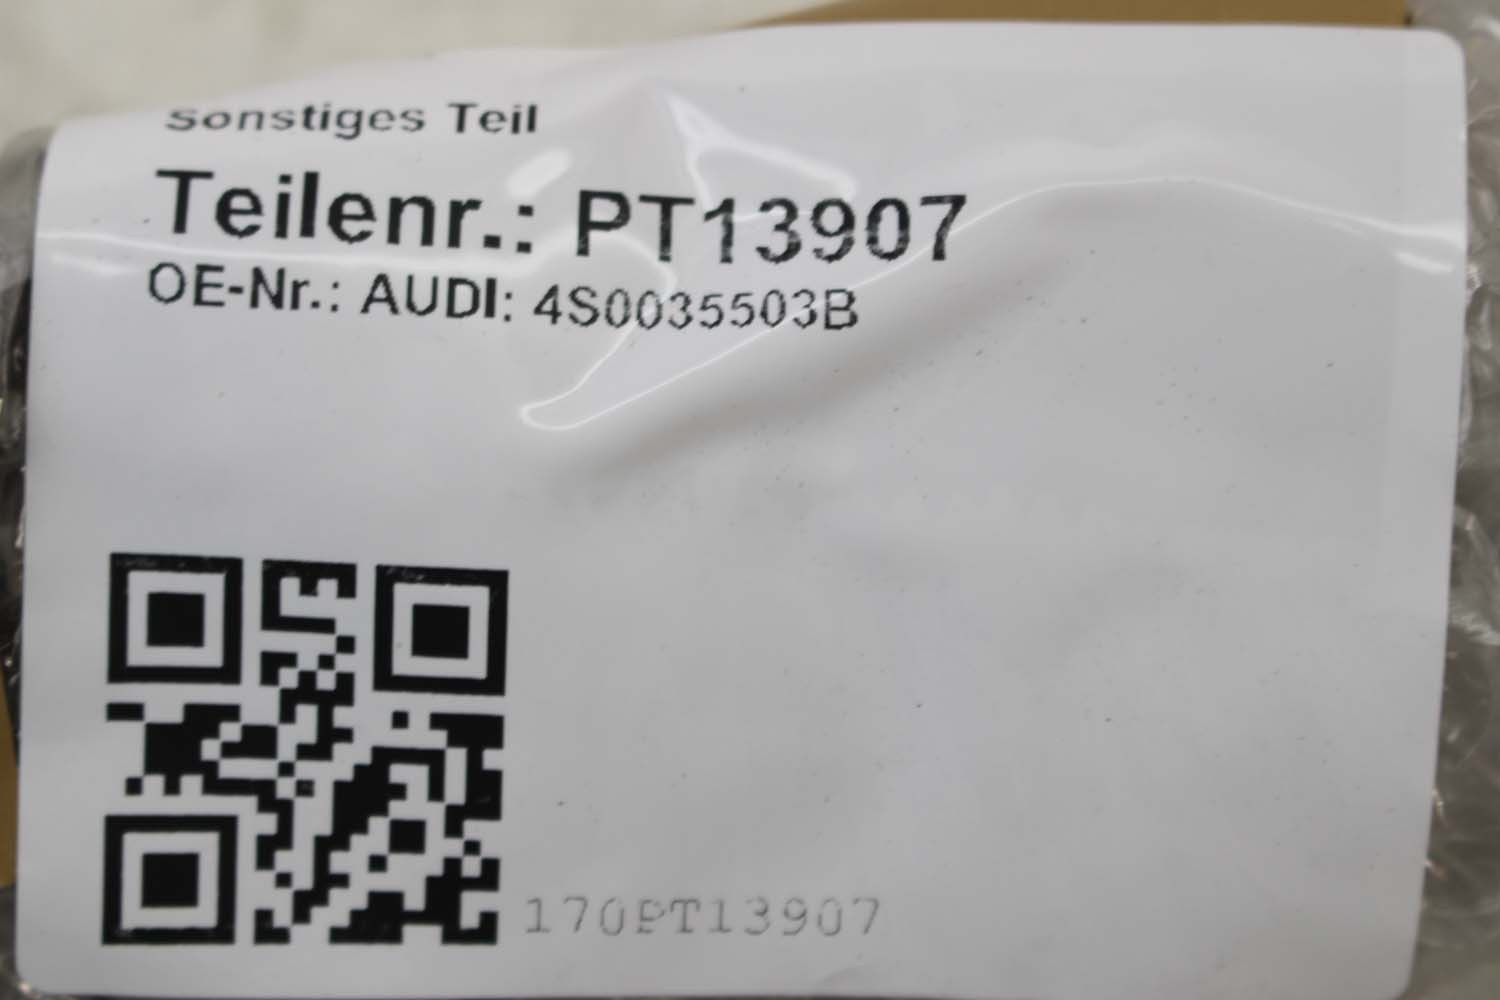 Sonstiges Teil
Teilenr.: PT13907
OE-Nr.: AUDI: 4S0035503B
170PT13907